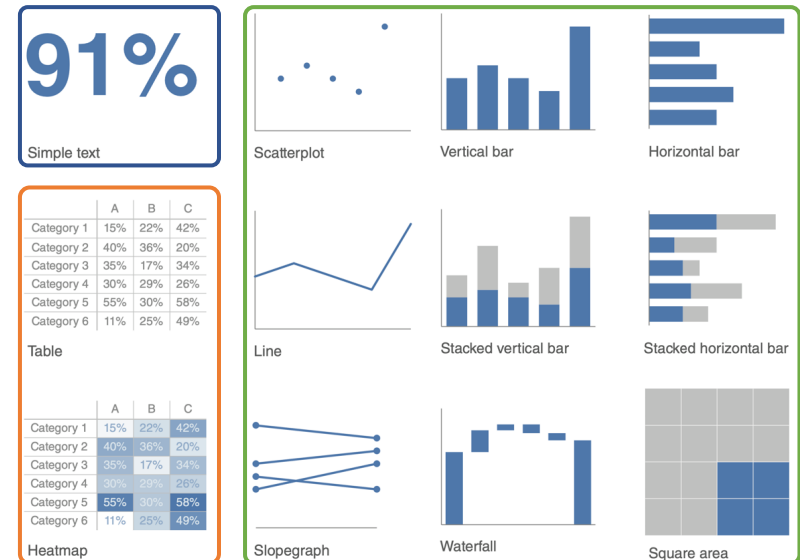 91%
Simple text
Scatterplot
Vertical bar
Horizontal bar
A B C
Category 1 15% 22% 42%
Category 2 40% 36% 20%
Category 3 35% 17% 34%
Category 4 30% 29% 26%
Category 5 55% 30% 58%
Category 6 11% 25% 49%
Table
Line
Stacked vertical bar
Stacked horizontal bar
A B C
Category 1 15% 22% 42%
Category 2 40% 36% 20%
Category 3 35% 17% 34%
Category 4 30% 29% 26%
Category 5 55% 30% 58%
Category 6 11% 25% 49%
Heatmap
Slopegraph
Waterfall
Square area